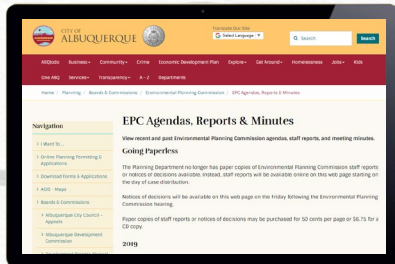 CITY OF
ALBUQUERQUE
Translate Our Site
Select Language
Search
Search
ABQtodo Business Community Crime Economic Development Plan Explore Get Around Homelessness Jobs Kids
One ABQ Services Transparency A - Z Departments
Home / Planning / Boards & Commissions / Environmental Planning Commission / EPC Agendas, Reports & Minutes
Navigation
> I Want To...
> Online Planning Permitting & Applications
> Download Forms & Applications
> AGIS - Maps
> Boards & Commissions
> Albuquerque City Council - Appeals
> Albuquerque Development Commission
EPC Agendas, Reports & Minutes
View recent and past Environmental Planning Commission agendas, staff reports, and meeting minutes.
Going Paperless
The Planning Department no longer has paper copies of Environmental Planning Commission staff reports
or notices of decisions available. Instead, staff reports will be available online on this page starting on
the day of case distribution.
Notices of decisions will be available on this web page on the Friday following the Environmental Planning
Commission hearing.
Paper copies of staff reports or notices of decisions may be purchased for 50 cents per page or $6.75 for a
CD copy.
2019